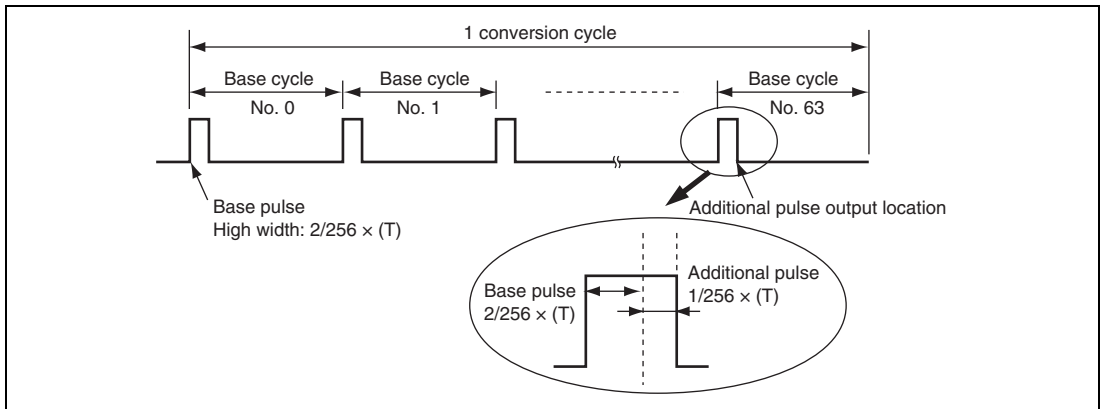 1 conversion cycle
Base cycle
No. 0
Base cycle
No. 1
Base cycle
No. 63
Base pulse
High width: 2/256 × (T)
Additional pulse output location
Base pulse
2/256 × (T)
Additional pulse
1/256 × (T)